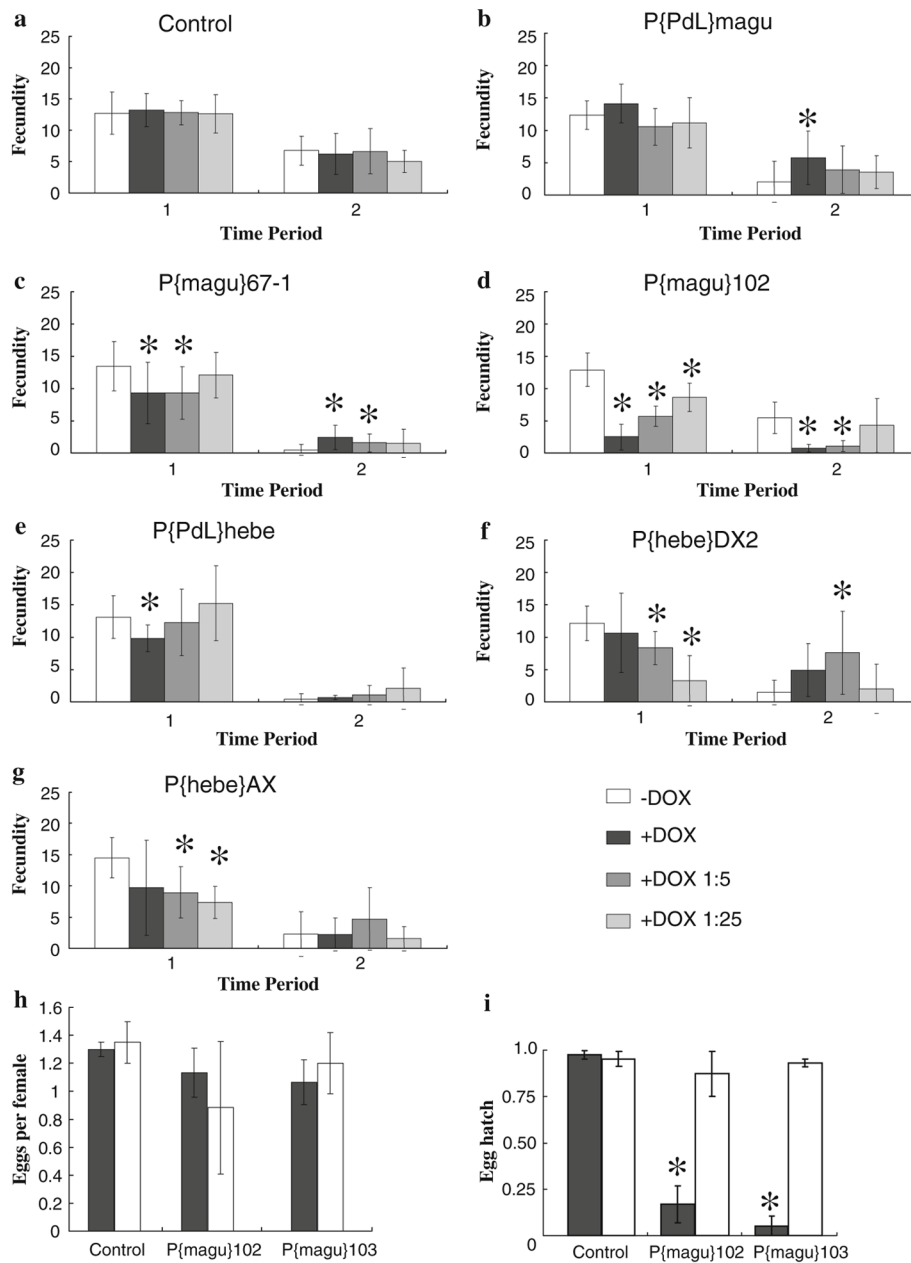 a
Control
25
20
15
10
5
0
Fecundity
*
1
2
Time Period
b
P{PdL}magu
25
20
15
10
5
0
Fecundity
*
1
2
Time Period
c
P{magu}67-1
25
20
15
10
5
0
Fecundity
* *
* *
1
2
Time Period
d
P{magu}102
25
20
15
10
5
0
Fecundity
* * *
* *
1
2
Time Period
e
P{PdL}hebe
25
20
15
10
5
0
Fecundity
*
1
2
Time Period
f
P{hebe}DX2
25
20
15
10
5
0
Fecundity
* *
*
1
2
Time Period
g
P{hebe}AX
25
20
15
10
5
0
Fecundity
* *
1
2
Time Period
-DOX
+DOX
+DOX 1:5
+DOX 1:25
h
1.6
1.4
1.2
1
0.8
0.6
0.4
0.2
0
Eggs per female
Control
P{magu}102
P{magu}103
i
1.0
0.75
0.50
0.25
0
Egg hatch
*
*
Control
P{magu}102
P{magu}103